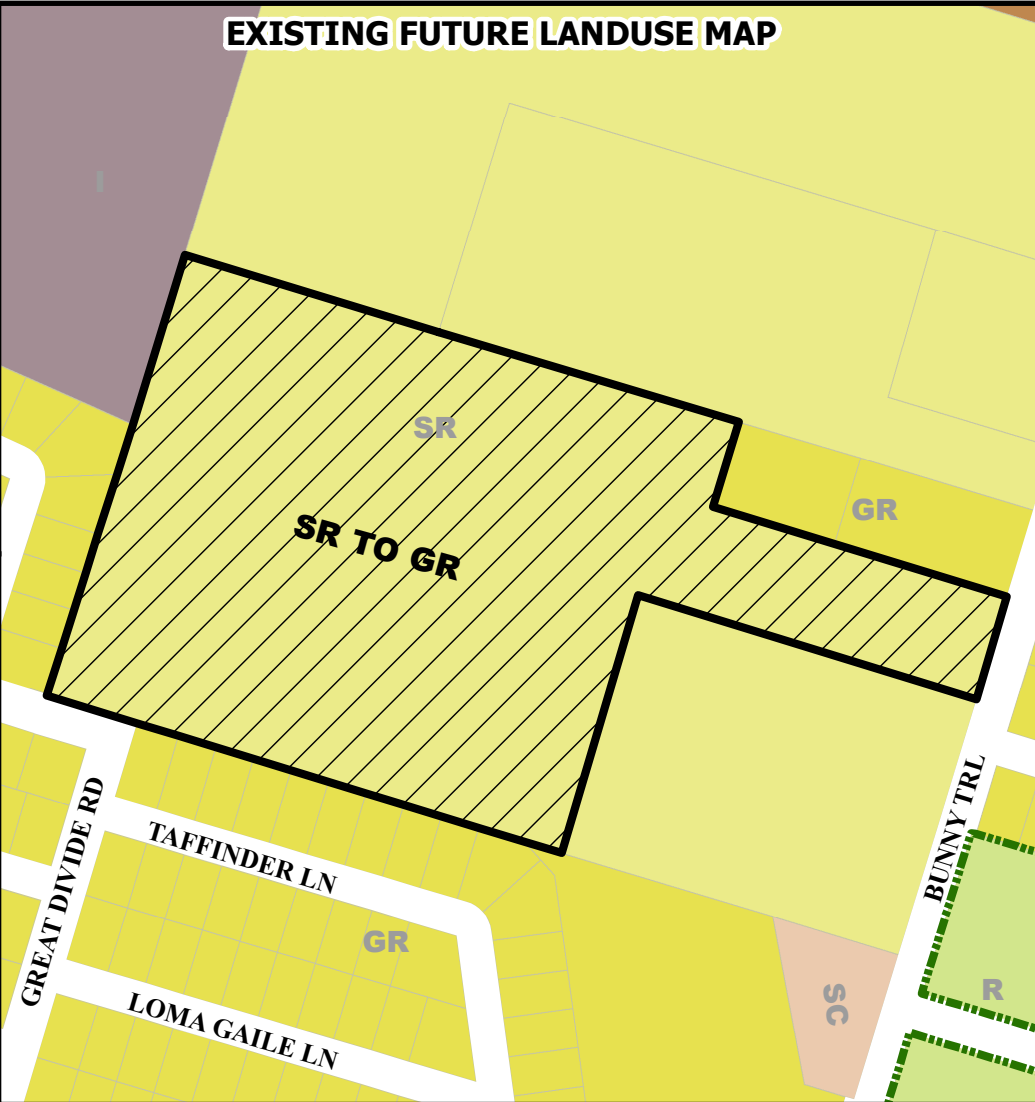 EXISTING FUTURE LANDUSE MAP
I
SR
GR
SR TO GR
BUNNY TRL
GREAT DIVIDE RD
TAFFINDER LN
GR
R
SC
LOMA GAILE LN